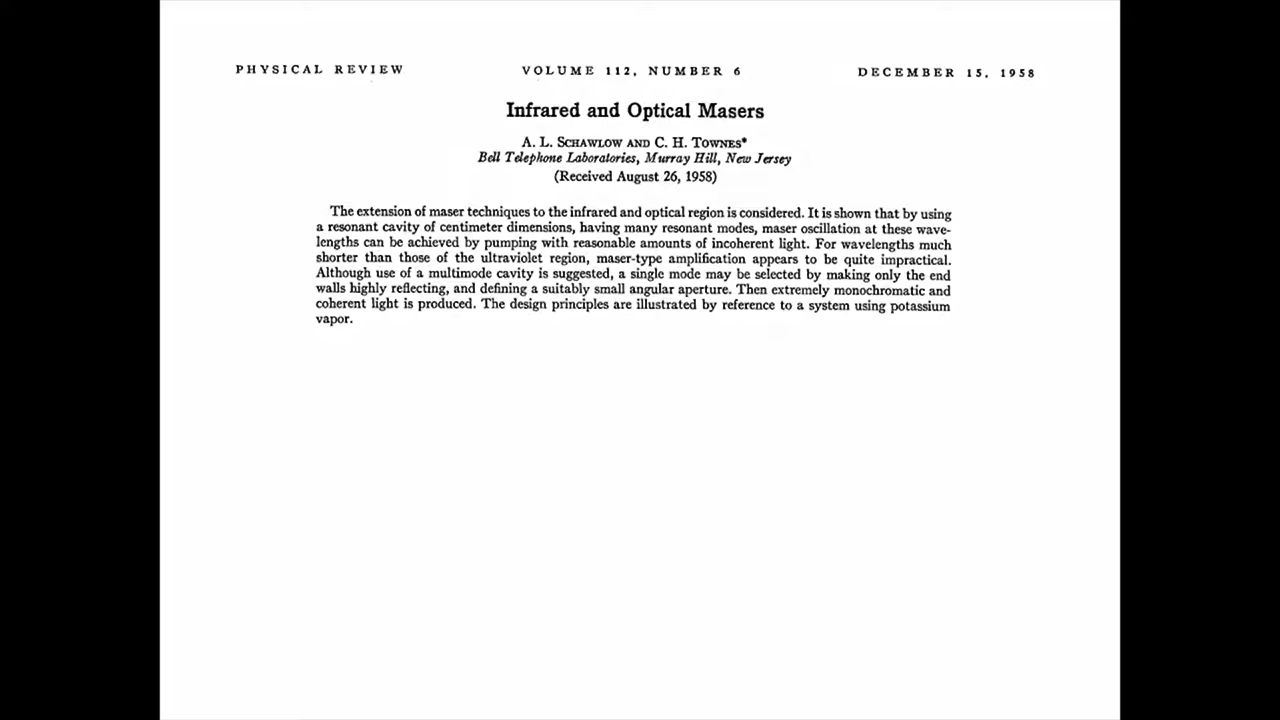 PHYSICAL REVIEW VOLUME 112, NUMBER 6 DECEMBER 15, 1958
Infrared and Optical Masers
A. L. Schawlow and C. H. Townes*
Bell Telephone Laboratories, Murray Hill, New Jersey
(Received August 26, 1958)
The extension of maser techniques to the infrared and optical region is considered. It is shown that by using
a resonant cavity of centimeter dimensions, having many resonant modes, maser oscillation at these wave-
lengths can be achieved by pumping with reasonable amounts of incoherent light. For wavelengths much
shorter than those of the ultraviolet region, maser-type amplification appears to be quite impractical.
Although use of a multimode cavity is suggested, a single mode may be selected by making only the end
walls highly reflecting, and defining a suitably small angular aperture. Then extremely monochromatic and
coherent light is produced. The design principles are illustrated by reference to a system using potassium
vapor.